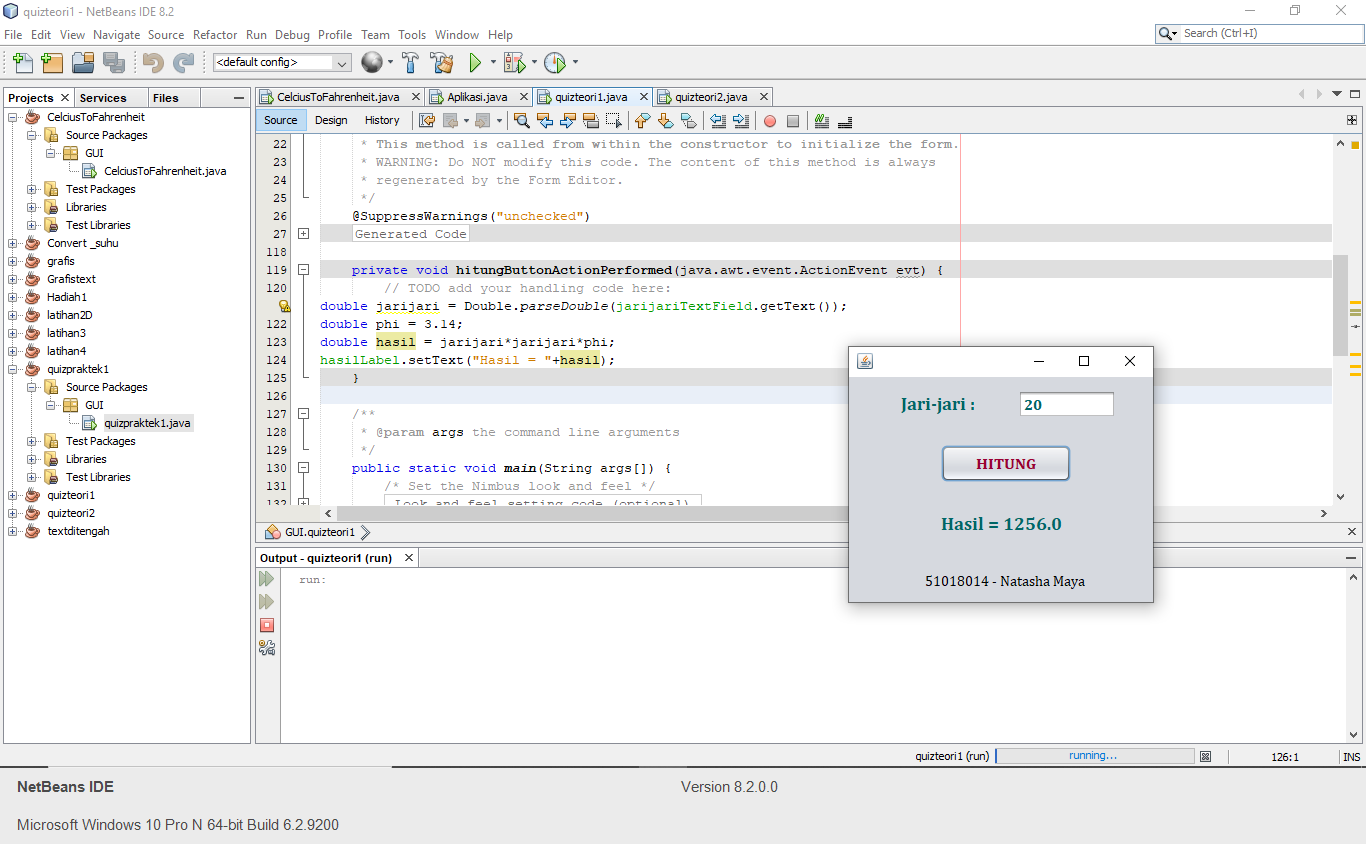 quizteori1 - NetBeans IDE 8.2
File Edit View Navigate Source Refactor Run Debug Profile Team Tools Window Help
Search (Ctrl+I)
<default config>
Projects Services Files
CelciusToFahrenheit
Source Packages
GUI
CelciusToFahrenheit.java
Test Packages
Libraries
Test Libraries
Convert _suhu
grafis
Grafistext
Hadiah1
latihan2D
latihan3
latihan4
quizpraktek1
Source Packages
GUI
quizpraktek1.java
Test Packages
Libraries
Test Libraries
quizteori1
quizteori2
textditengah
CelciusToFahrenheit.java Aplikasi.java quizteori1.java quizteori2.java
Source Design History
22 * This method is called from within the constructor to initialize the form.
23 * WARNING: Do NOT modify this code. The content of this method is always
24 * regenerated by the Form Editor.
25 */
26 @SuppressWarnings("unchecked")
27 Generated Code
118
119 private void hitungButtonActionPerformed(java.awt.event.ActionEvent evt) {
120 // TODO add your handling code here:
double jarijari = Double.parseDouble(jarijariTextField.getText());
122 double phi = 3.14;
123 double hasil = jarijari*jarijari*phi;
124 hasilLabel.setText("Hasil = "+hasil);
125 }
126
127 /**
128 * @param args the command line arguments
129 */
130 public static void main(String args[]) {
131 /* Set the Nimbus look and feel */
132 Look and feel setting code (optional)
GUI.quizteori1
Output - quizteori1 (run)
run:
Jari-jari : 20
HITUNG
Hasil = 1256.0
51018014 - Natasha Maya
quizteori1 (run) running... 126:1 INS
NetBeans IDE Version 8.2.0.0
Microsoft Windows 10 Pro N 64-bit Build 6.2.9200